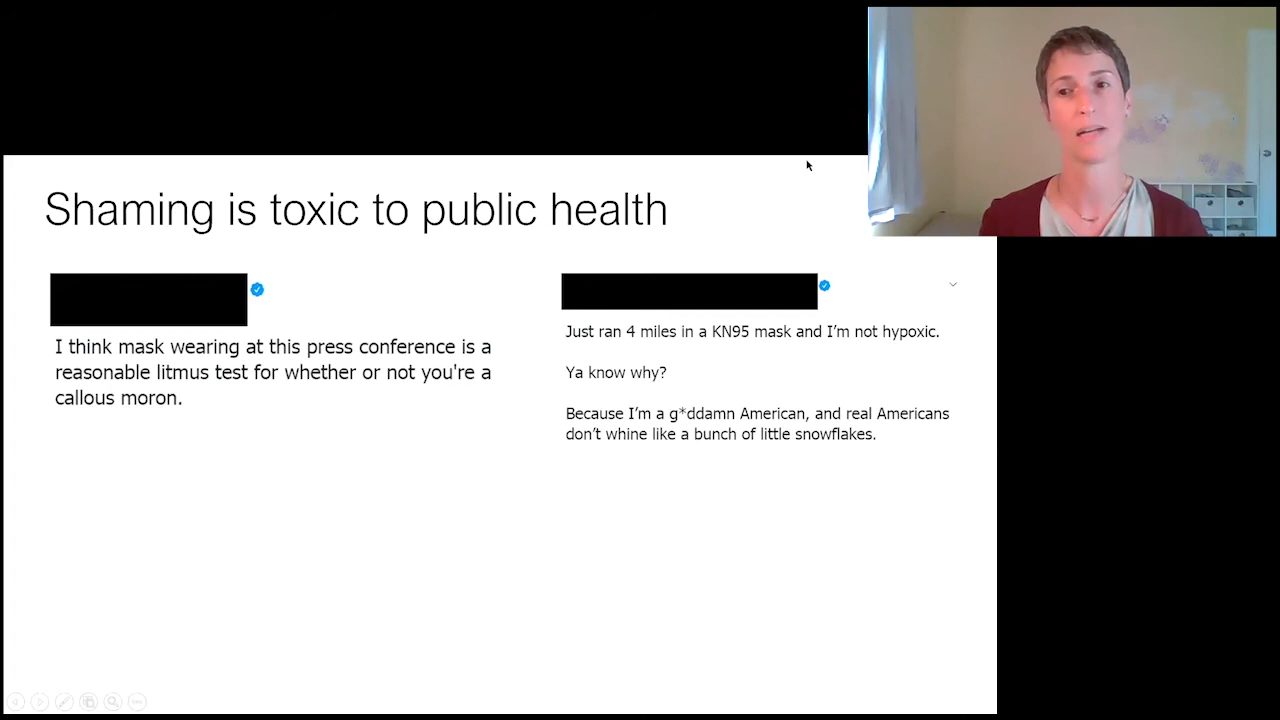 Shaming is toxic to public health
I think mask wearing at this press conference is a
reasonable litmus test for whether or not you're a
callous moron.
Just ran 4 miles in a KN95 mask and I’m not hypoxic.
Ya know why?
Because I’m a g*ddamn American, and real Americans
don’t whine like a bunch of little snowflakes.